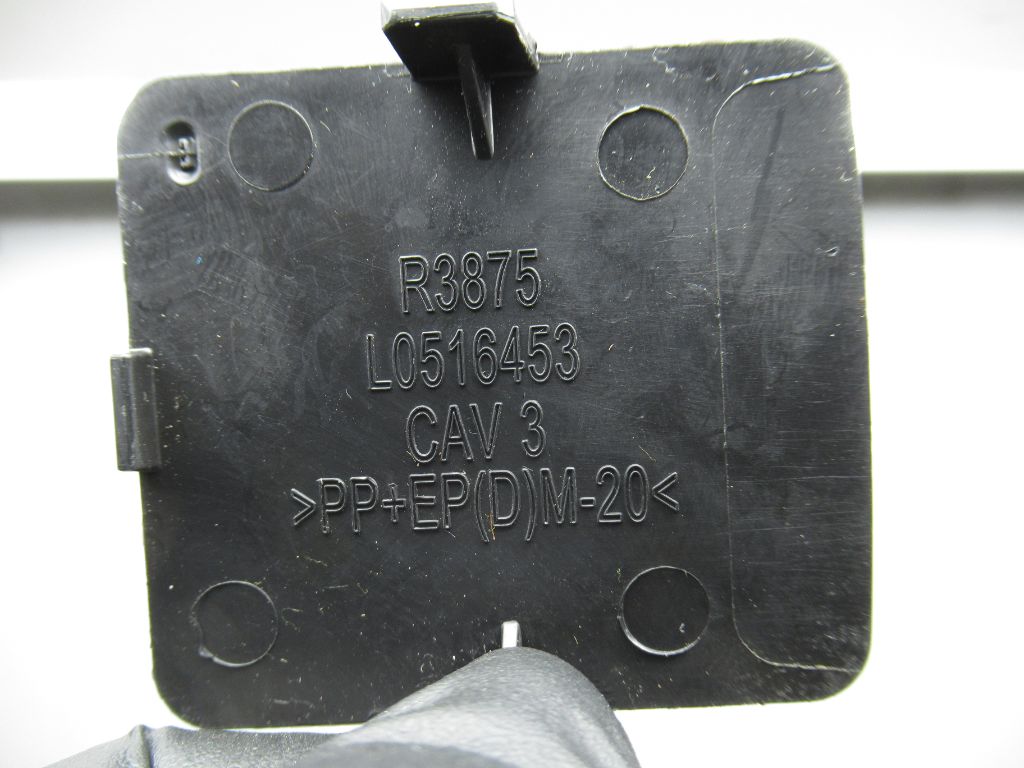 R3875
L0516453
CAV 3
>PP+EP(D)M-20<